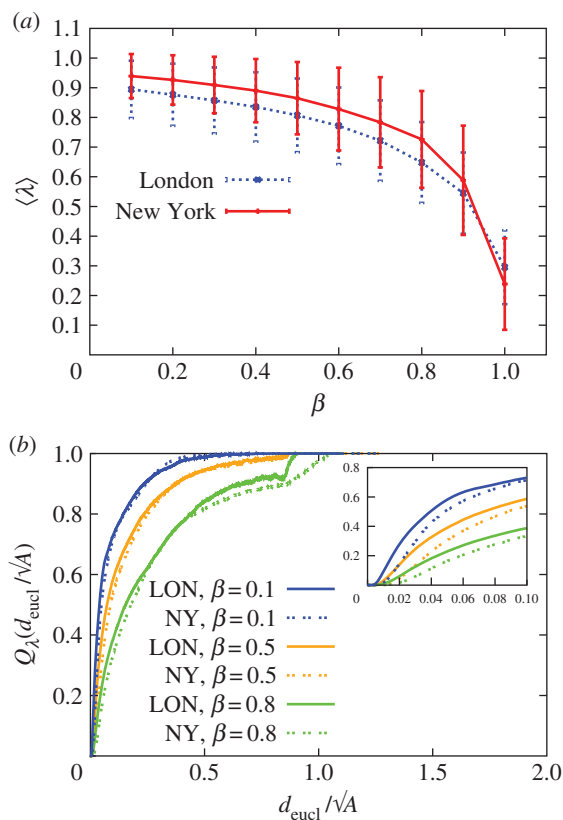 (a)
1.1
1.0
0.9
0.8
0.7
0.6
0.5
0.4
0.3
0.2
0.1
⟨λ⟩
London
New York
0 0.2 0.4 0.6 0.8 1.0
β
(b)
1.0
0.8
0.6
0.4
0.2
Q_λ(d_eucl/√A)
LON, β=0.1
NY, β=0.1
LON, β=0.5
NY, β=0.5
LON, β=0.8
NY, β=0.8
0.8
0.6
0.4
0.2
0 0.02 0.04 0.06 0.08 0.10
0 0.5 1.0 1.5 2.0
d_eucl/√A